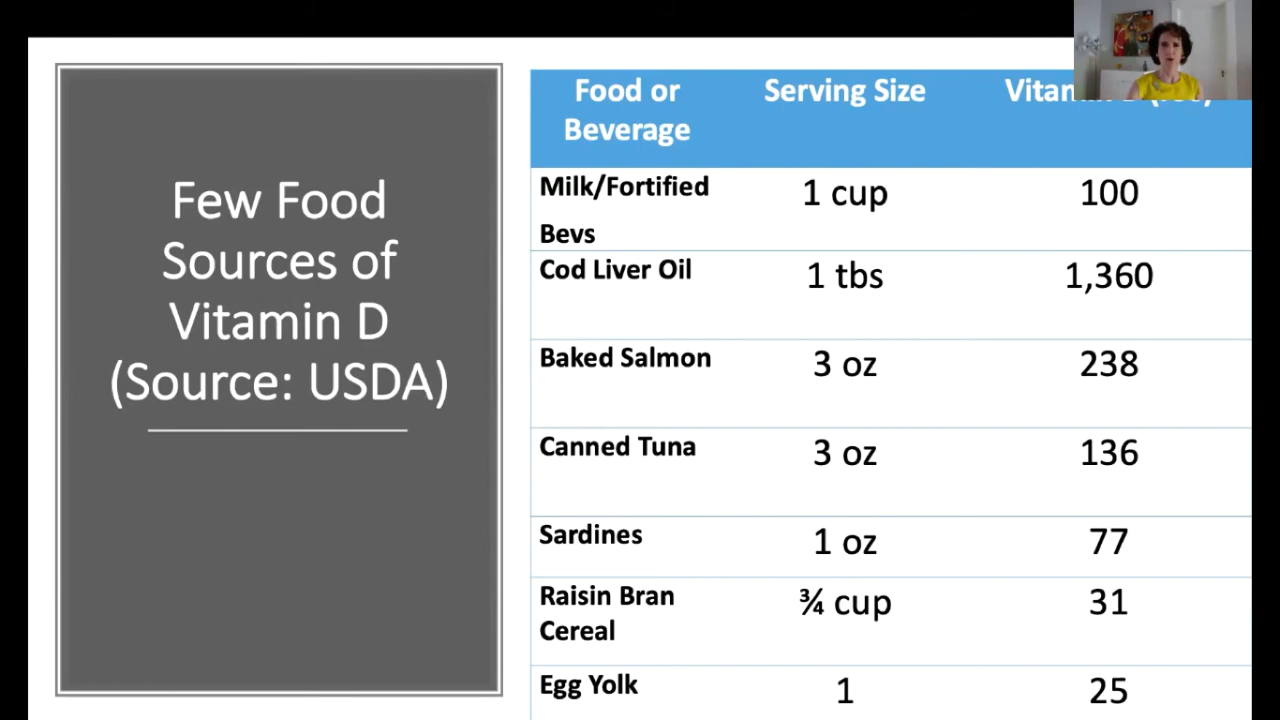 Few Food
Sources of
Vitamin D
(Source: USDA)
Food or Serving Size
Beverage
Milk/Fortified 1 cup 100
Bevs
Cod Liver Oil 1 tbs 1,360
Baked Salmon 3 oz 238
Canned Tuna 3 oz 136
Sardines 1 oz 77
Raisin Bran ¾ cup 31
Cereal
Egg Yolk 1 25